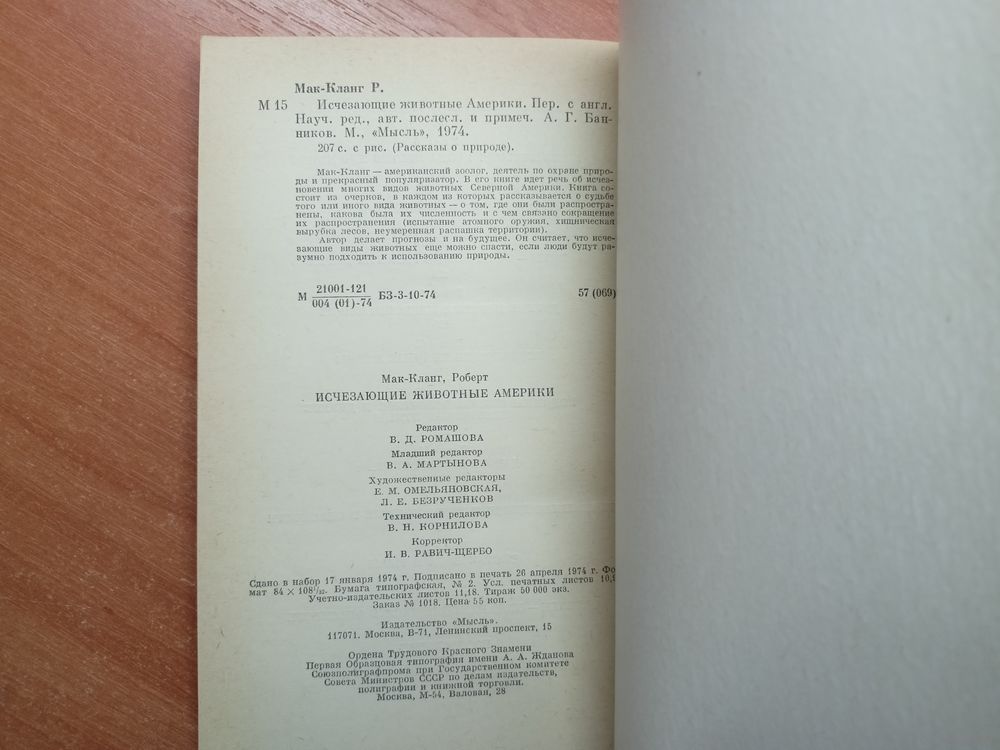 Мак-Кланг Р.
М 15 Исчезающие животные Америки. Пер. с англ.
Науч. ред., авт. послесл. и примеч. А. Г. Бан-
ников. М., «Мысль», 1974.
207 с. с рис. (Рассказы о природе).
Мак-Кланг — американский зоолог, деятель по охране приро-
ды и прекрасный популяризатор. В его книге идет речь об исчез-
новении многих видов животных Северной Америки. Книга со-
стоит из очерков, в каждом из которых рассказывается о судьбе
того или иного вида животных — о том, где они были распростра-
нены, какова была их численность и с чем связано сокращение
их распространения (испытание атомного оружия, хищническая
вырубка лесов, неумеренная распашка территории).
Автор делает прогнозы и на будущее. Он считает, что исче-
зающие виды животных еще можно спасти, если люди будут ра-
зумно подходить к использованию природы.
М 21001-121
004 (01)-74 БЗ-3-10-74 57 (069)
Мак-Кланг, Роберт
ИСЧЕЗАЮЩИЕ ЖИВОТНЫЕ АМЕРИКИ
Редактор
В. Д. РОМАШОВА
Младший редактор
В. А. МАРТЫНОВА
Художественные редакторы
Е. М. ОМЕЛЬЯНОВСКАЯ,
Л. Е. БЕЗРУЧЕНКОВ
Технический редактор
В. Н. КОРНИЛОВА
Корректор
И. В. РАВИЧ-ЩЕРБО
Сдано в набор 17 января 1974 г. Подписано в печать 26 апреля 1974 г. Фо
мат 84 × 108 1/32. Бумага типографская, № 2. Усл. печатных листов 10,9
Учетно-издательских листов 11,18. Тираж 50 000 экз.
Заказ № 1018. Цена 55 коп.
Издательство «Мысль».
117071. Москва, В-71, Ленинский проспект, 15
Ордена Трудового Красного Знамени
Первая Образцовая типография имени А. А. Жданова
Союзполиграфпрома при Государственном комитете
Совета Министров СССР по делам издательств,
полиграфии и книжной торговли.
Москва, М-54, Валовая, 28